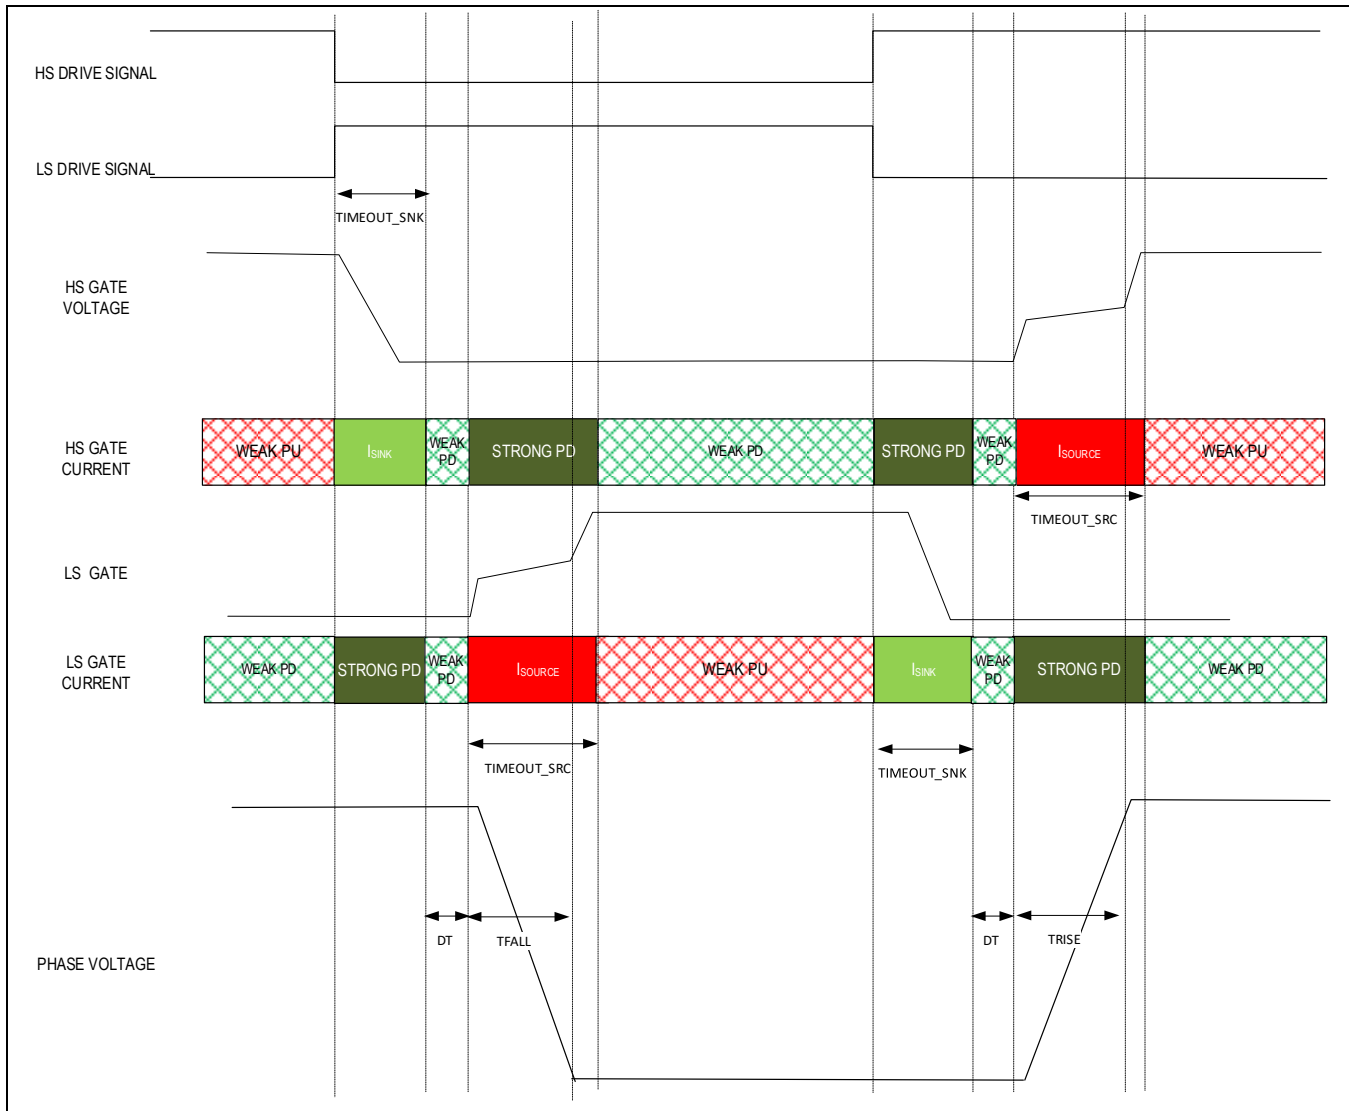 HS DRIVE SIGNAL
LS DRIVE SIGNAL
TIMEOUT_SNK
HS GATE
VOLTAGE
HS GATE
CURRENT
WEAK PU
ISINK
WEAK
PD
STRONG PD
WEAK PD
STRONG PD
WEAK
PD
ISOURCE
WEAK PU
TIMEOUT_SRC
LS GATE
LS GATE
CURRENT
WEAK PD
STRONG PD
WEAK
PD
ISOURCE
WEAK PU
ISINK
WEAK
PD
STRONG PD
WEAK PD
TIMEOUT_SRC
TIMEOUT_SNK
DT
TFALL
DT
TRISE
PHASE VOLTAGE